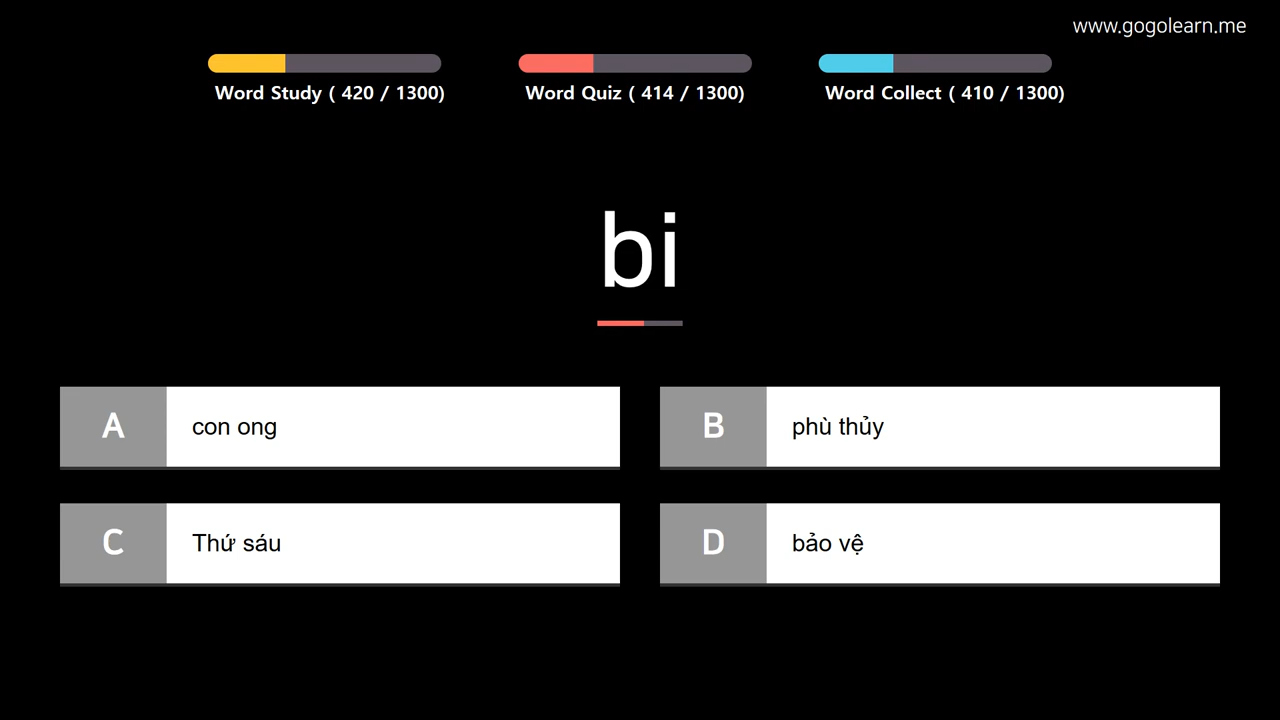 www.gogolearn.me
Word Study ( 420 / 1300)
Word Quiz ( 414 / 1300)
Word Collect ( 410 / 1300)
bi
A con ong
B phù thủy
C Thứ sáu
D bảo vệ